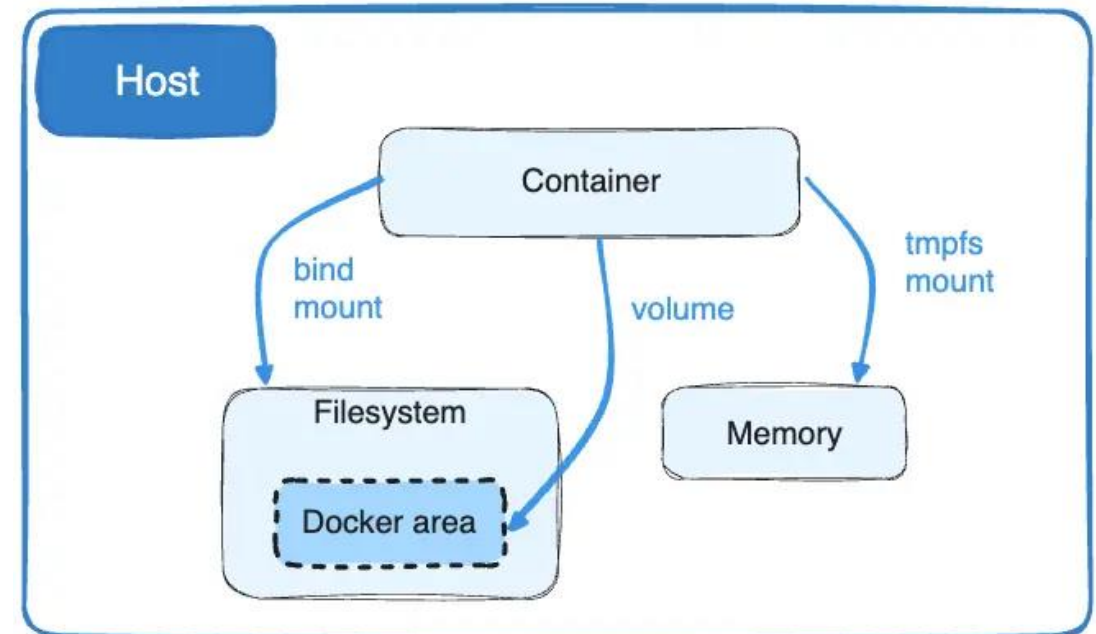 Host
Container
bind
mount
volume
tmpfs
mount
Filesystem
Memory
Docker area